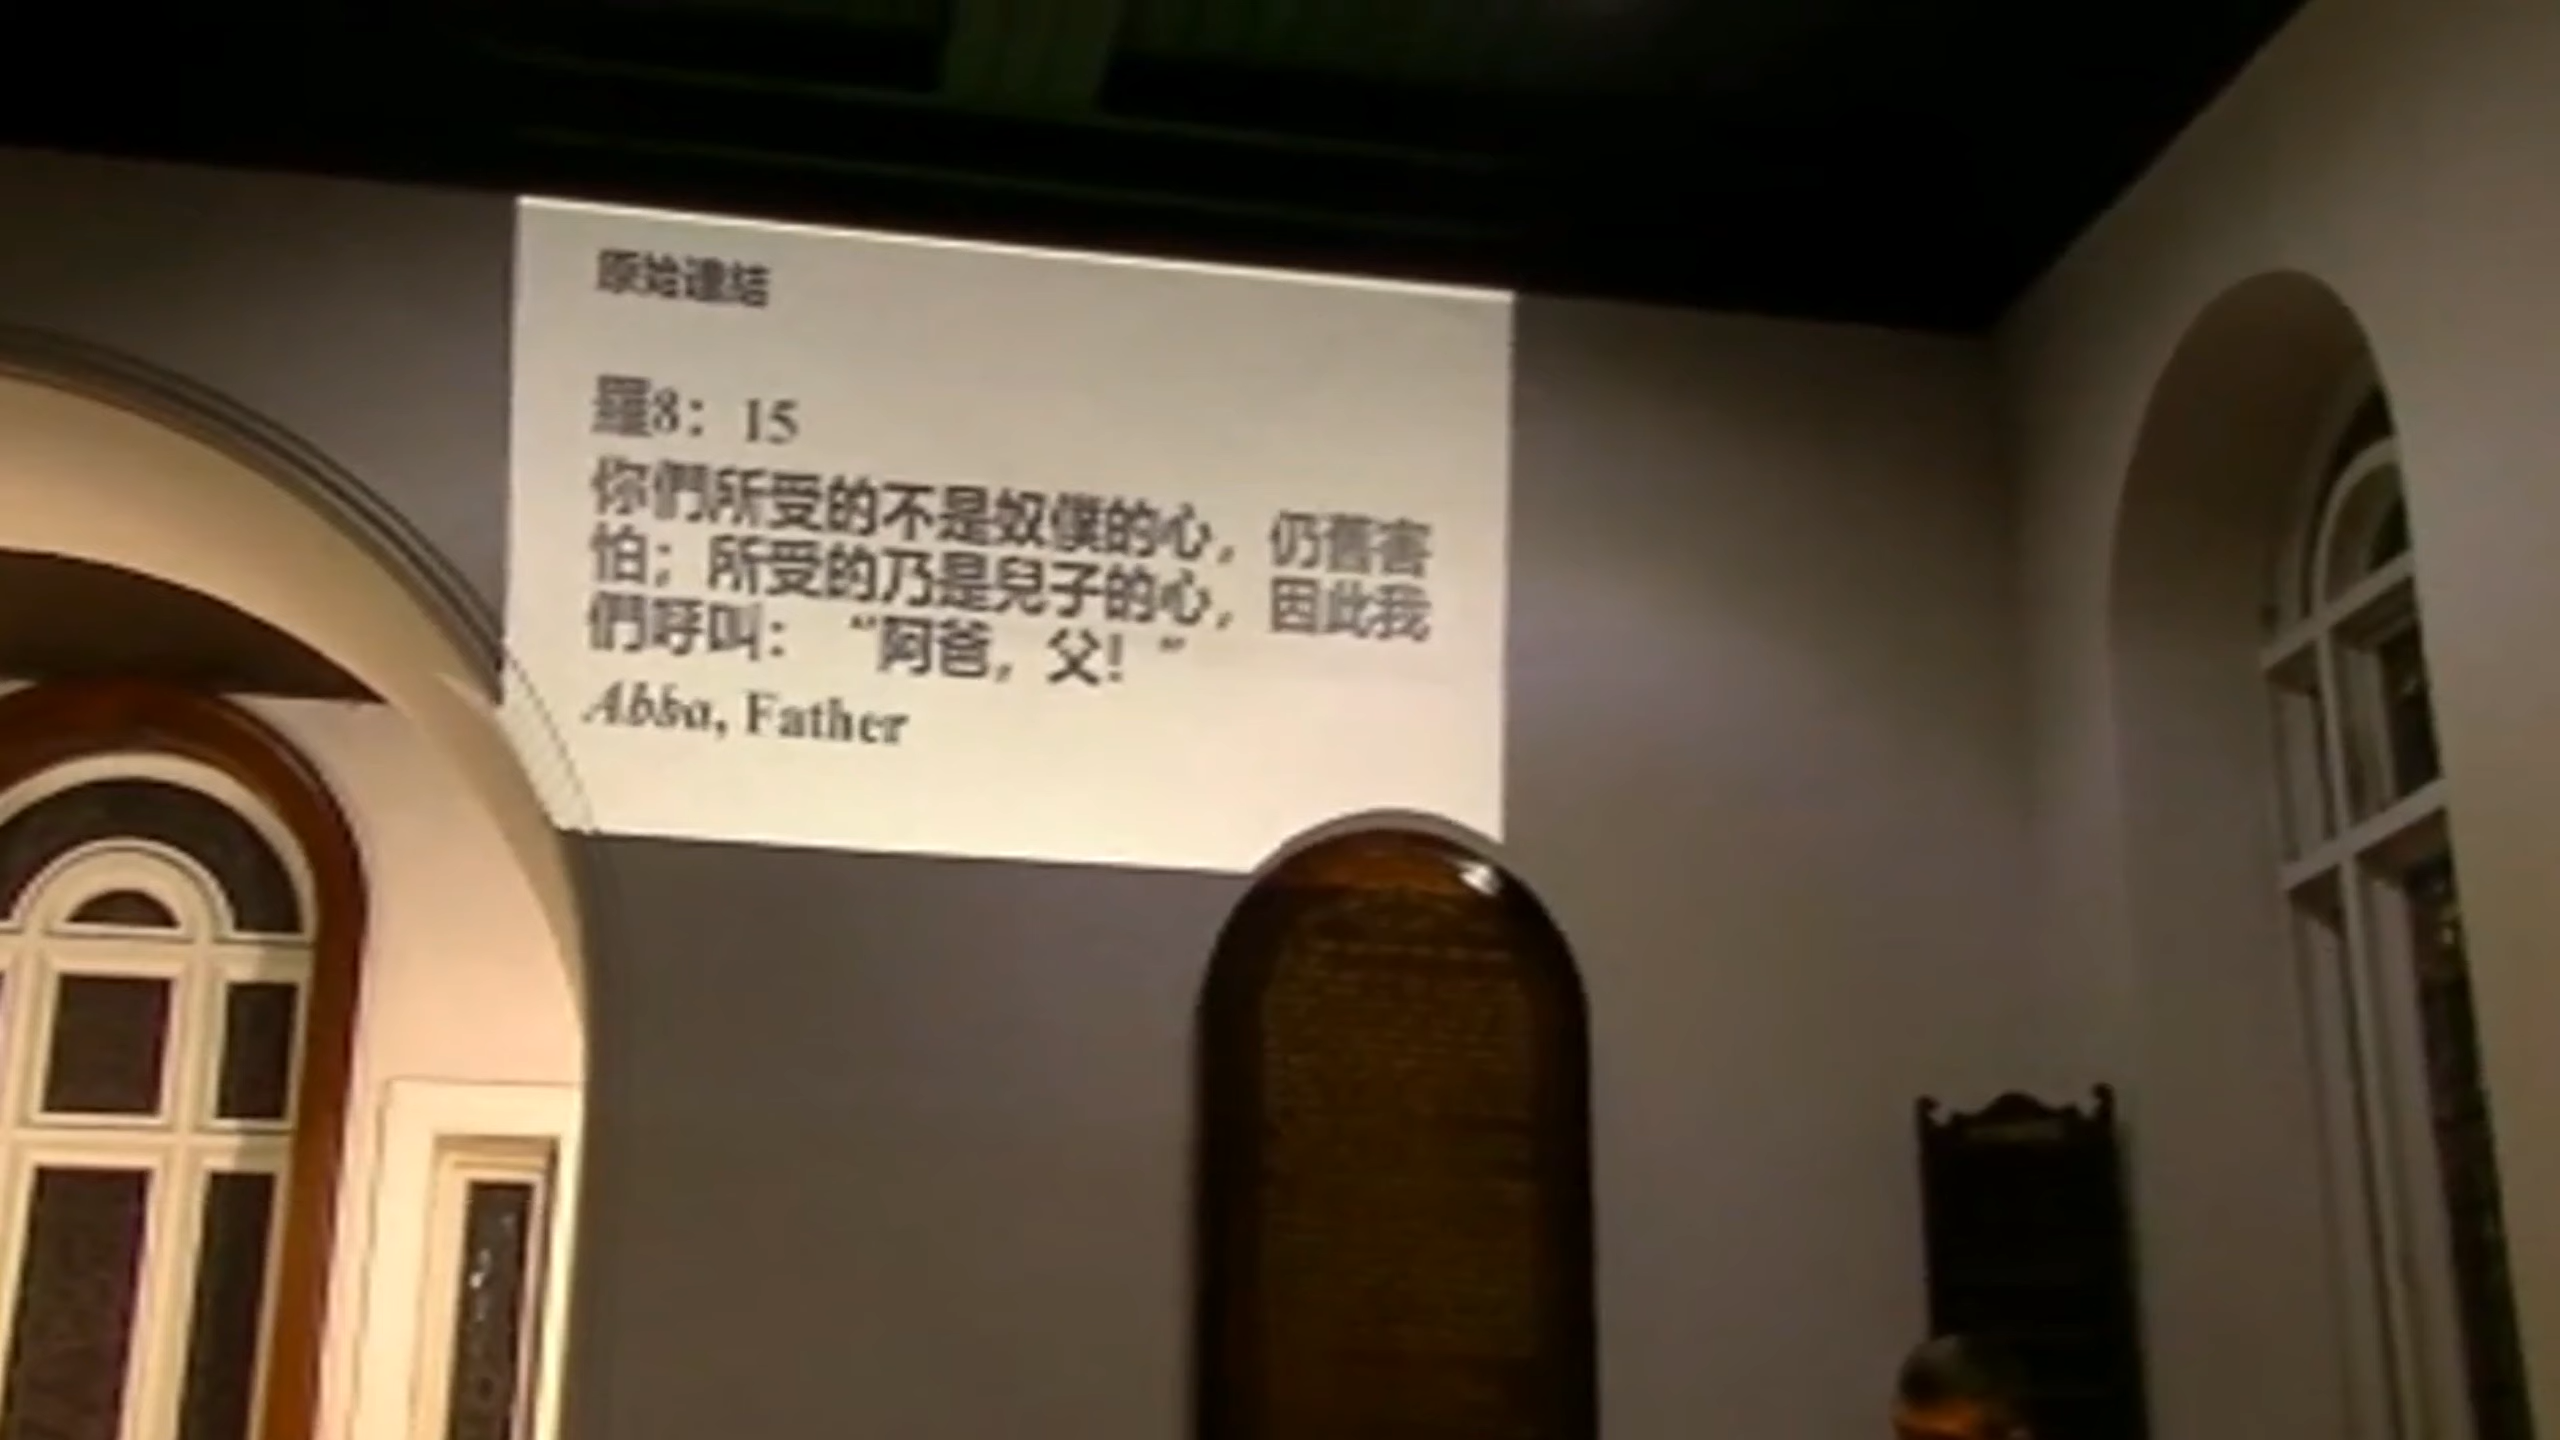 原始連結
羅8：15
你們所受的不是奴僕的心，仍舊害
怕；所受的乃是兒子的心，因此我
們呼叫：“阿爸，父！”
Abba, Father